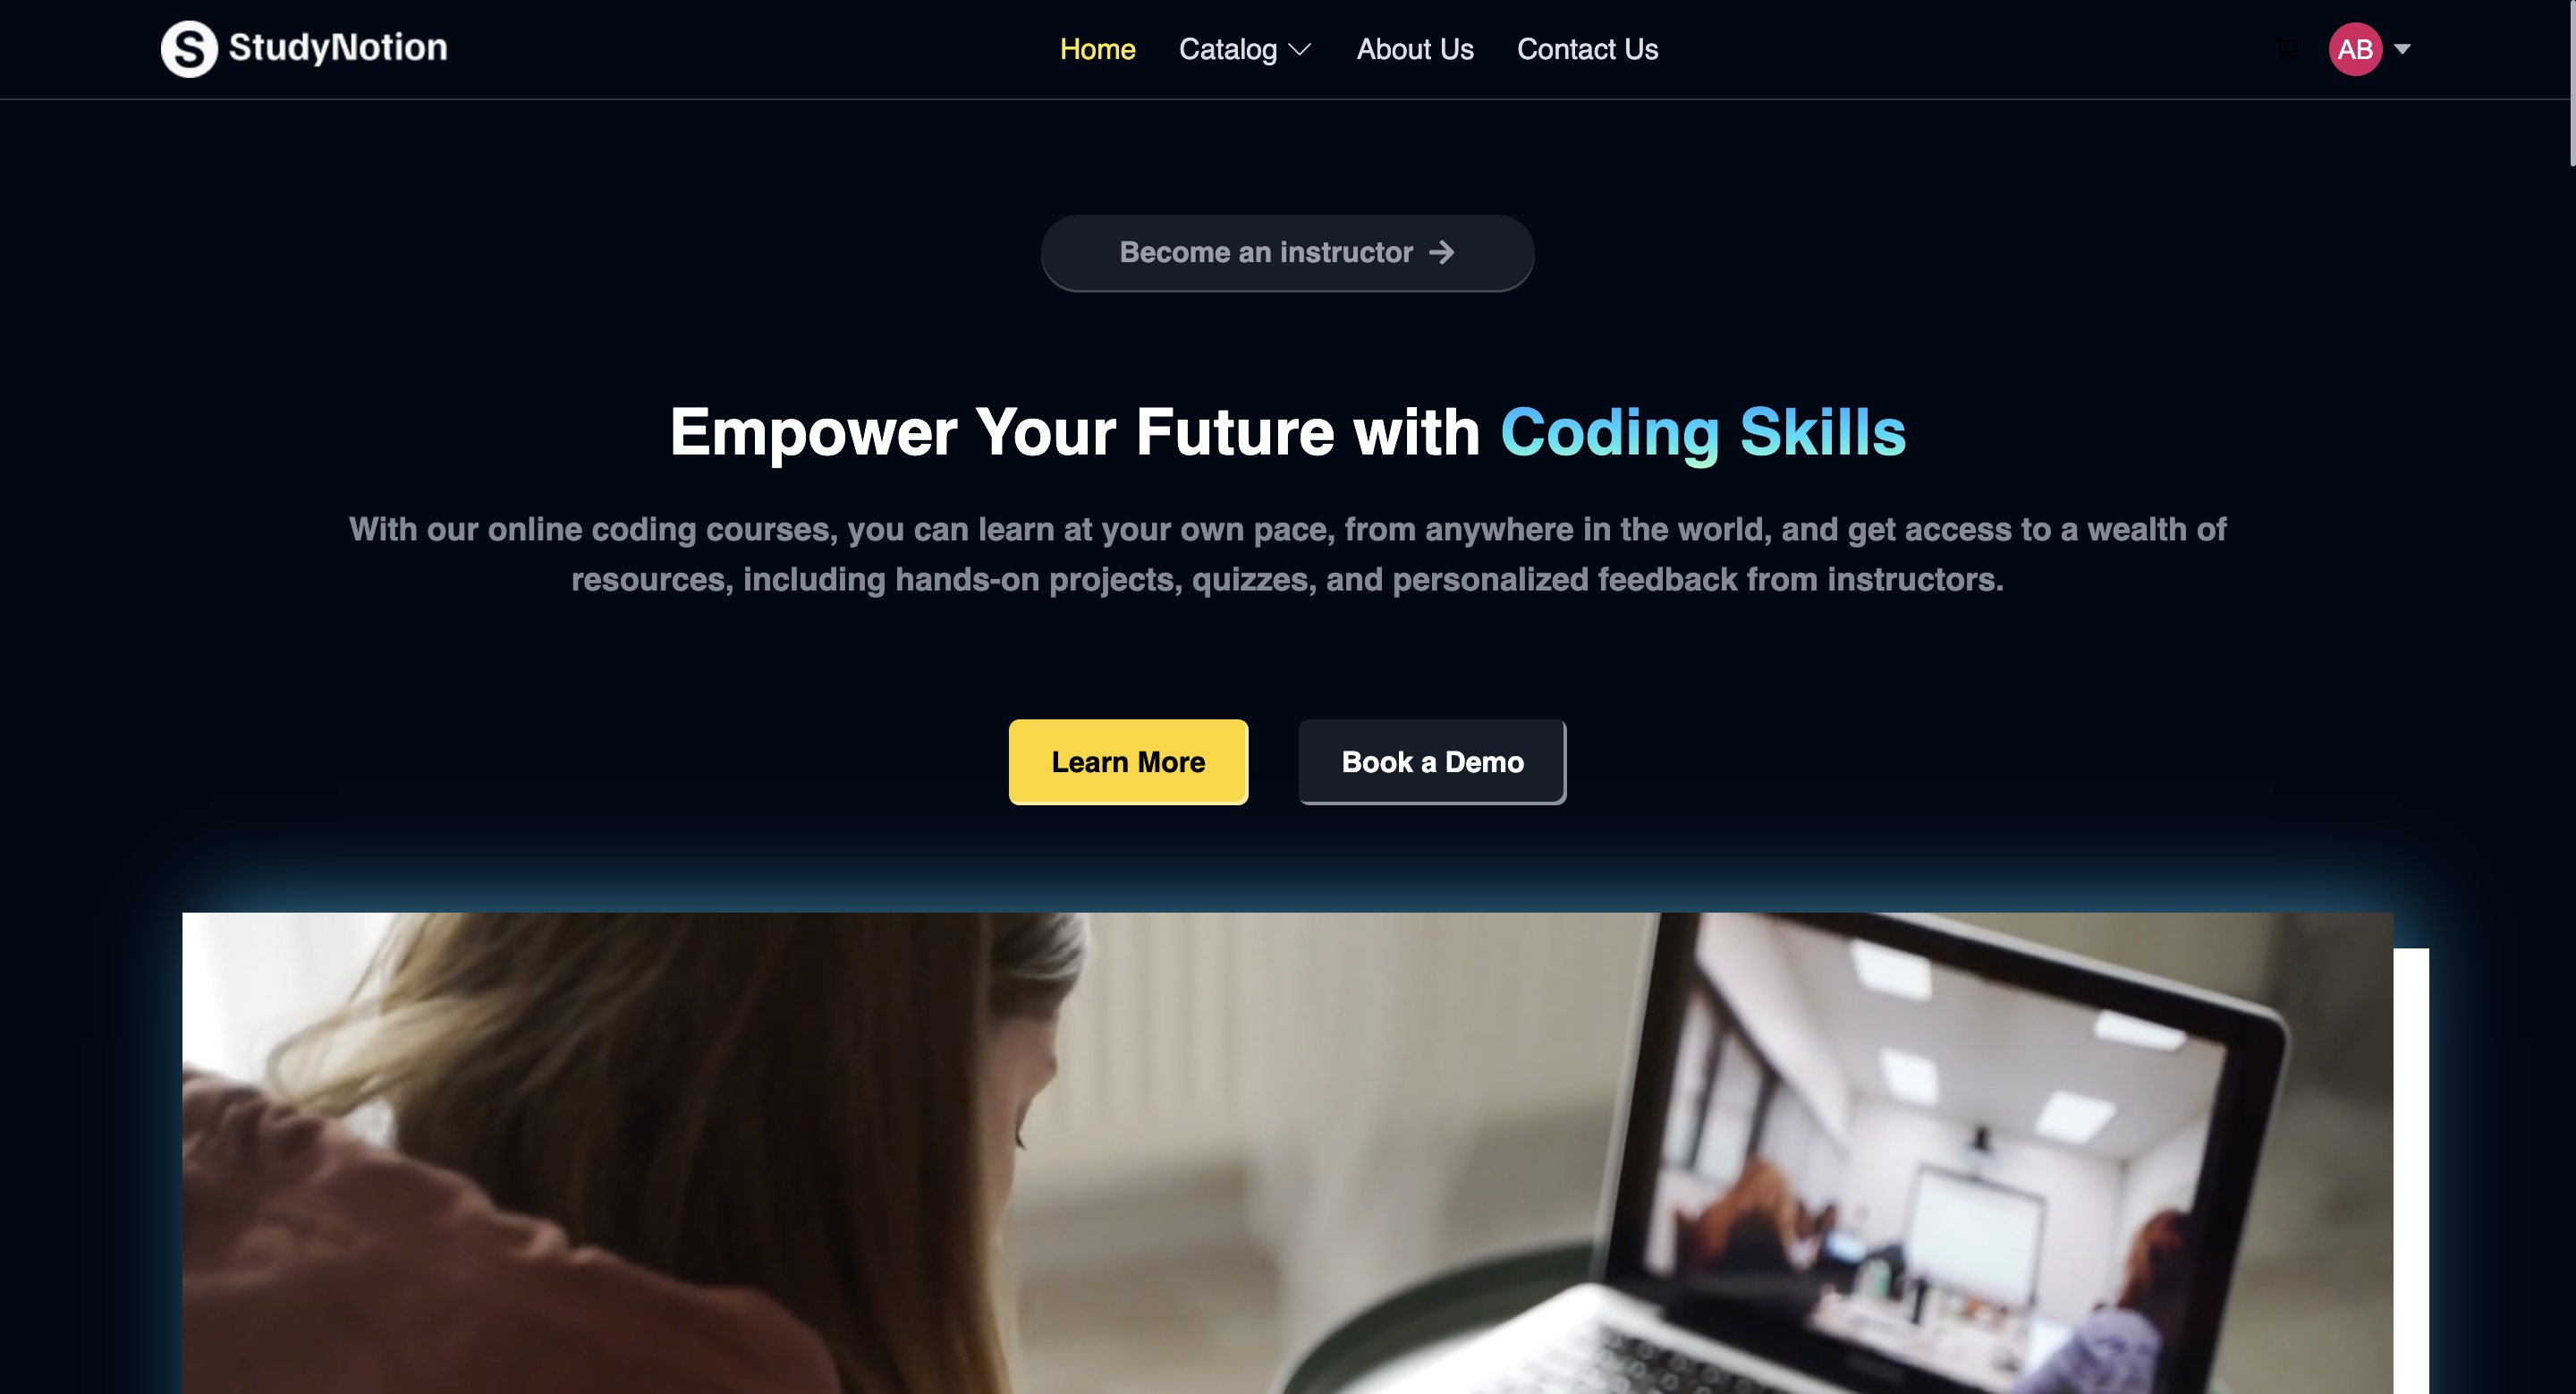 StudyNotion
Home
Catalog
About Us
Contact Us
AB
Become an instructor
Empower Your Future with Coding Skills
With our online coding courses, you can learn at your own pace, from anywhere in the world, and get access to a wealth of
resources, including hands-on projects, quizzes, and personalized feedback from instructors.
Learn More
Book a Demo